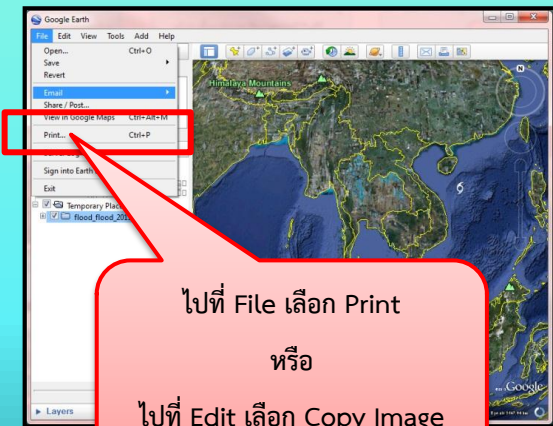 Google Earth
File Edit View Tools Add Help
Open... Ctrl+O
Save
Revert
Email
Share / Post...
View in Google Maps Ctrl+Alt+M
Print... Ctrl+P
Sign into Earth
Exit
Temporary Places
flood_flood_201
Himalaya Mountains
N
ไปที่ File เลือก Print
หรือ
ไปที่ Edit เลือก Copy Image
Google
Layers